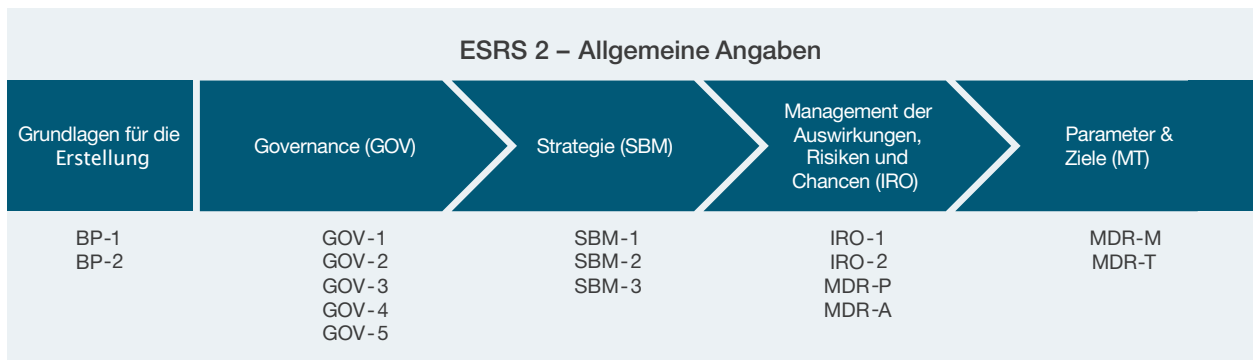 ESRS 2 – Allgemeine Angaben
Grundlagen für die
Erstellung
Governance (GOV)
Strategie (SBM)
Management der
Auswirkungen,
Risiken und
Chancen (IRO)
Parameter &
Ziele (MT)
BP-1
BP-2
GOV-1
GOV-2
GOV-3
GOV-4
GOV-5
SBM-1
SBM-2
SBM-3
IRO-1
IRO-2
MDR-P
MDR-A
MDR-M
MDR-T